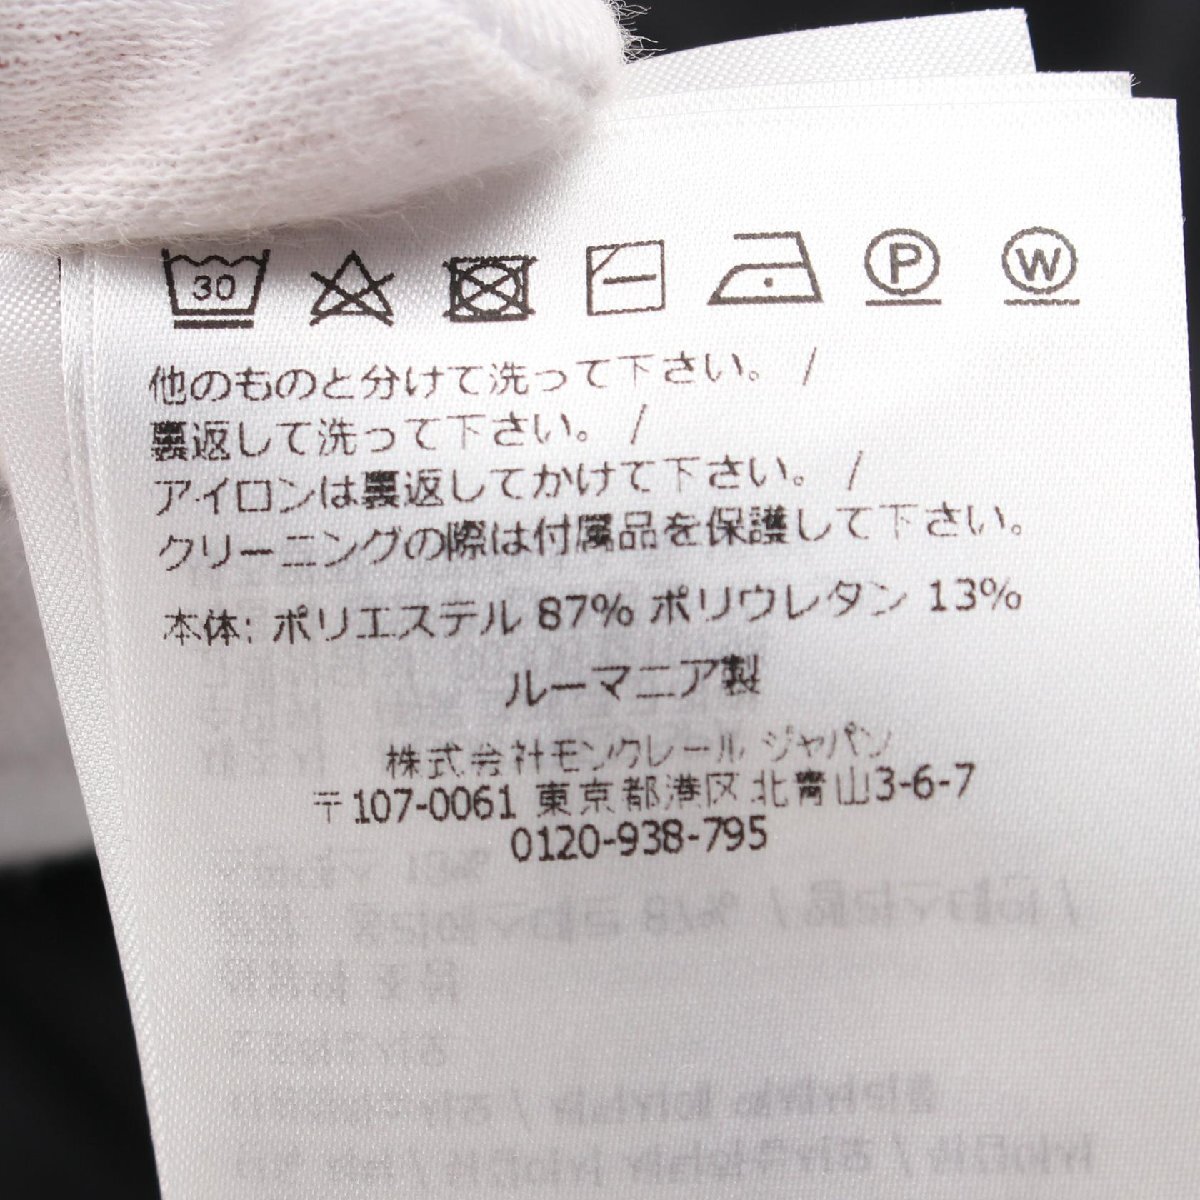 30 P W
他のものと分けて洗って下さい。 /
裏返して洗って下さい。 /
アイロンは裏返してかけて下さい。 /
クリーニングの際は付属品を保護して下さい。
本体: ポリエステル 87% ポリウレタン 13%
ルーマニア製
株式会社モンクレール ジャパン
〒107-0061 東京都港区北青山3-6-7
0120-938-795